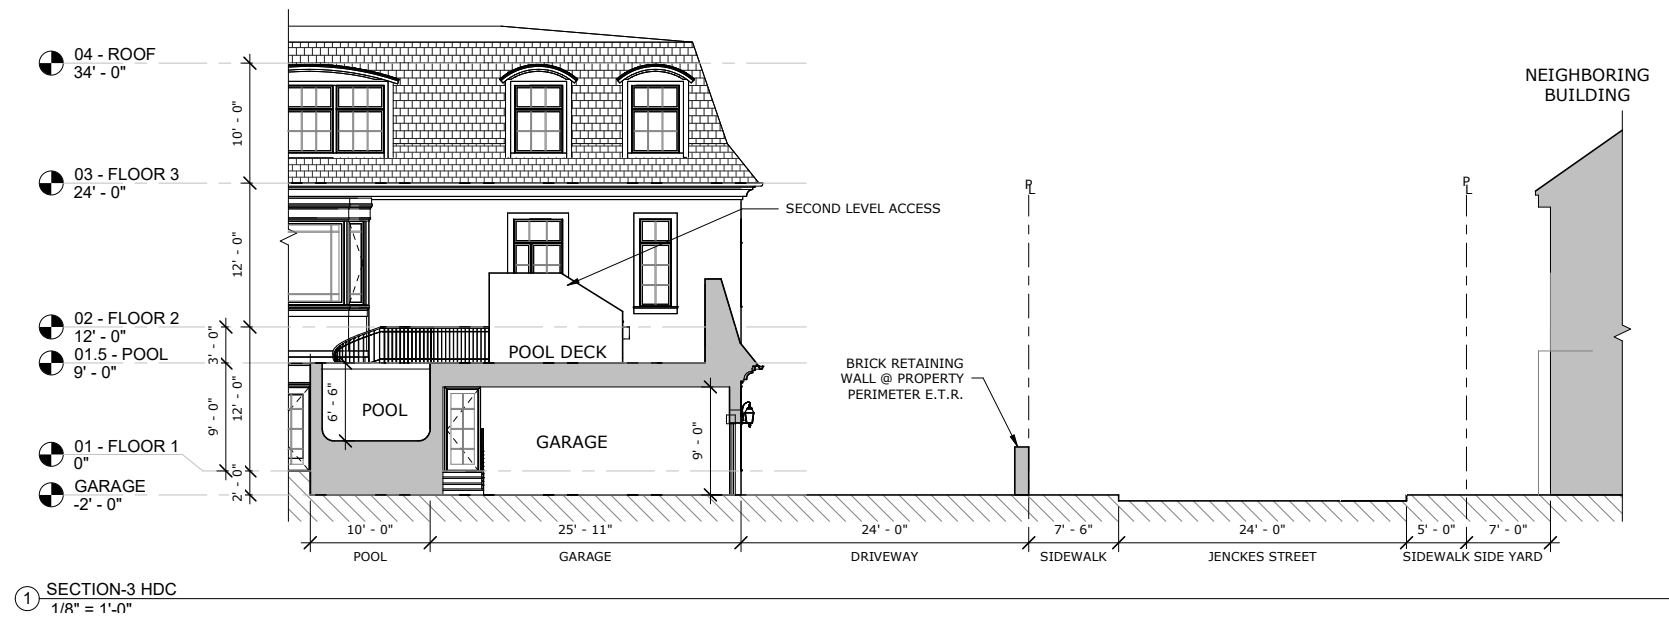 04 - ROOF
34' - 0"
03 - FLOOR 3
24' - 0"
02 - FLOOR 2
12' - 0"
01.5 - POOL
9' - 0"
01 - FLOOR 1
0"
GARAGE
-2' - 0"
10' - 0"
12' - 0"
3' - 0"
12' - 0"
9' - 0"
2' - 0"
NEIGHBORING
BUILDING
PL
PL
SECOND LEVEL ACCESS
POOL DECK
6' - 6"
POOL
GARAGE
9' - 0"
BRICK RETAINING
WALL @ PROPERTY
PERIMETER E.T.R.
10' - 0" 25' - 11" 24' - 0" 7' - 6" 24' - 0" 5' - 0" 7' - 0"
POOL GARAGE DRIVEWAY SIDEWALK JENCKES STREET SIDEWALK SIDE YARD
1 SECTION-3 HDC
1/8" = 1'-0"